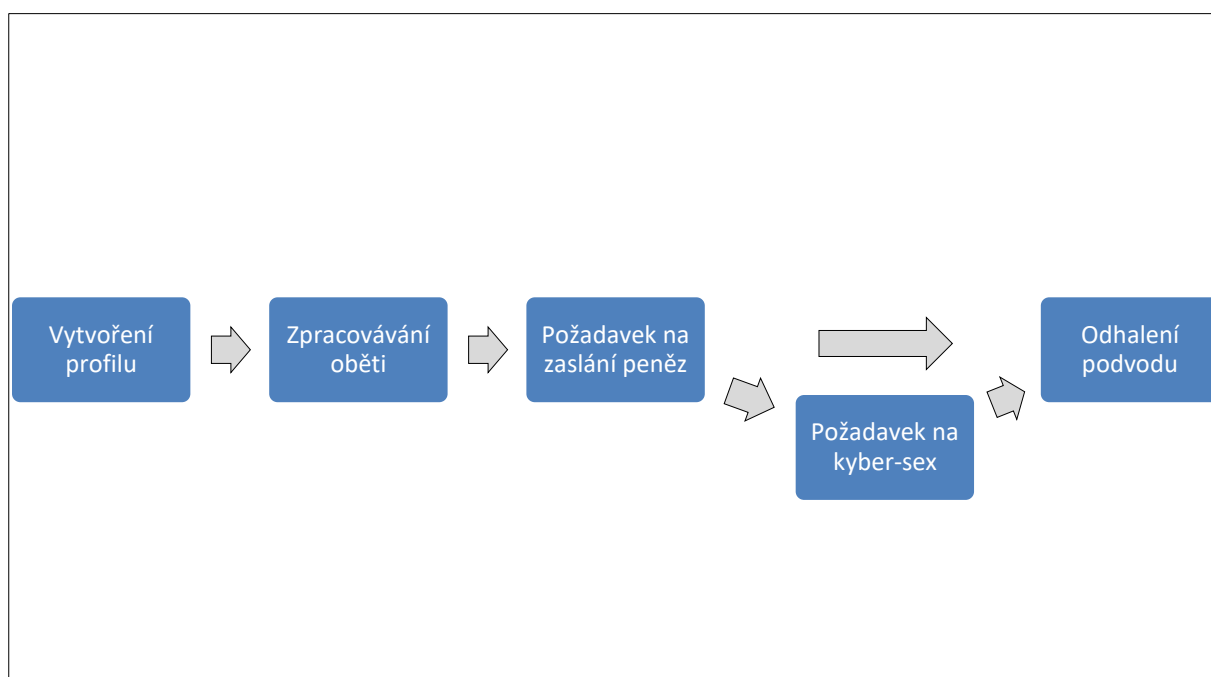 Vytvoření
profilu
Zpracovávání
oběti
Požadavek na
zaslání peněz
Požadavek na
kyber-sex
Odhalení
podvodu